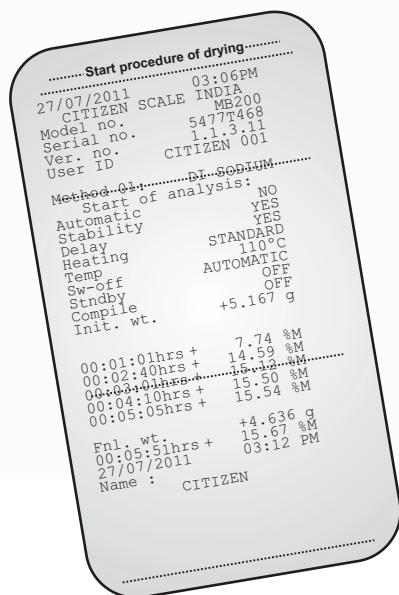 Start procedure of drying
27/07/2011 03:06PM
CITIZEN SCALE INDIA
Model no. MB200
Serial no. 5477T468
Ver. no. 1.1.3.11
User ID CITIZEN 001
Method 01: DI SODIUM
Start of analysis:
Automatic NO
Stability YES
Delay YES
Heating STANDARD
Temp 110°C
Sw-off AUTOMATIC
Stndby OFF
Compile OFF
Init. wt. +5.167 g
00:01:01hrs + 7.74 %M
00:02:40hrs + 14.59 %M
00:03:01hrs + 15.12 %M
00:04:10hrs + 15.50 %M
00:05:05hrs + 15.54 %M
Fnl. wt. +4.636 g
00:05:51hrs + 15.67 %M
27/07/2011 03:12 PM
Name : CITIZEN